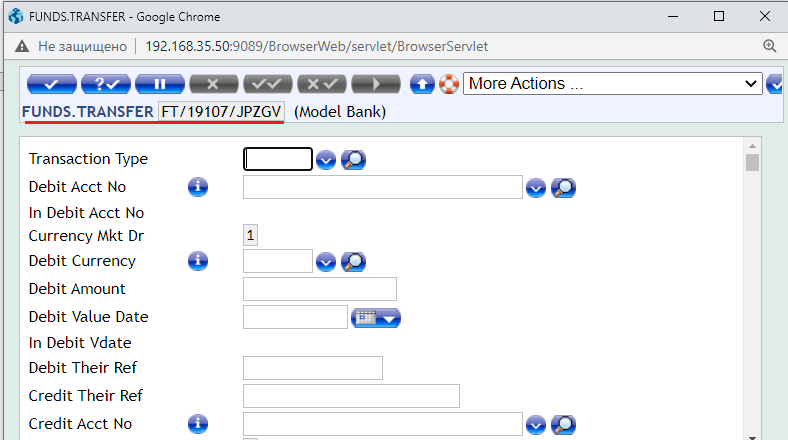 FUNDS.TRANSFER - Google Chrome
Не защищено 192.168.35.50:9089/BrowserWeb/servlet/BrowserServlet
More Actions ...
FUNDS.TRANSFER FT/19107/JPZGV (Model Bank)
Transaction Type
Debit Acct No
In Debit Acct No
Currency Mkt Dr 1
Debit Currency
Debit Amount
Debit Value Date
In Debit Vdate
Debit Their Ref
Credit Their Ref
Credit Acct No